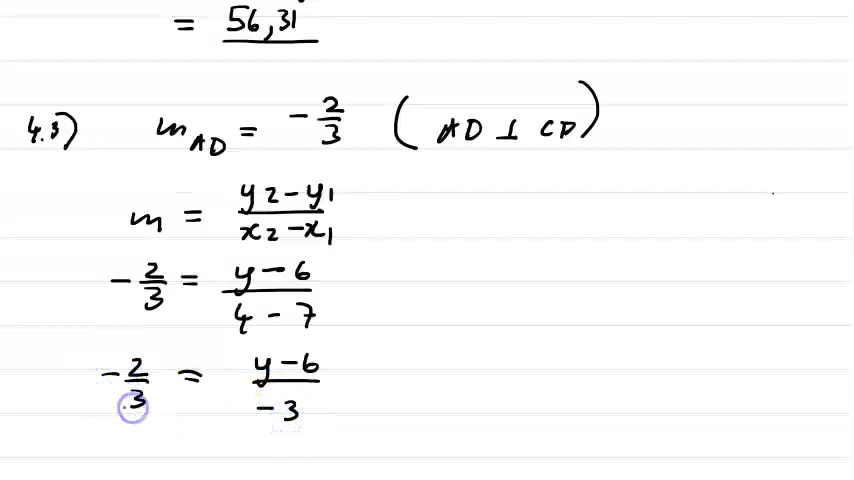 = 56,31°
4.3) m_AD = -2/3 (AD ⊥ CD)
m = (y2 - y1)/(x2 - x1)
-2/3 = (y - 6)/(4 - 7)
-2/3 = (y - 6)/(-3)